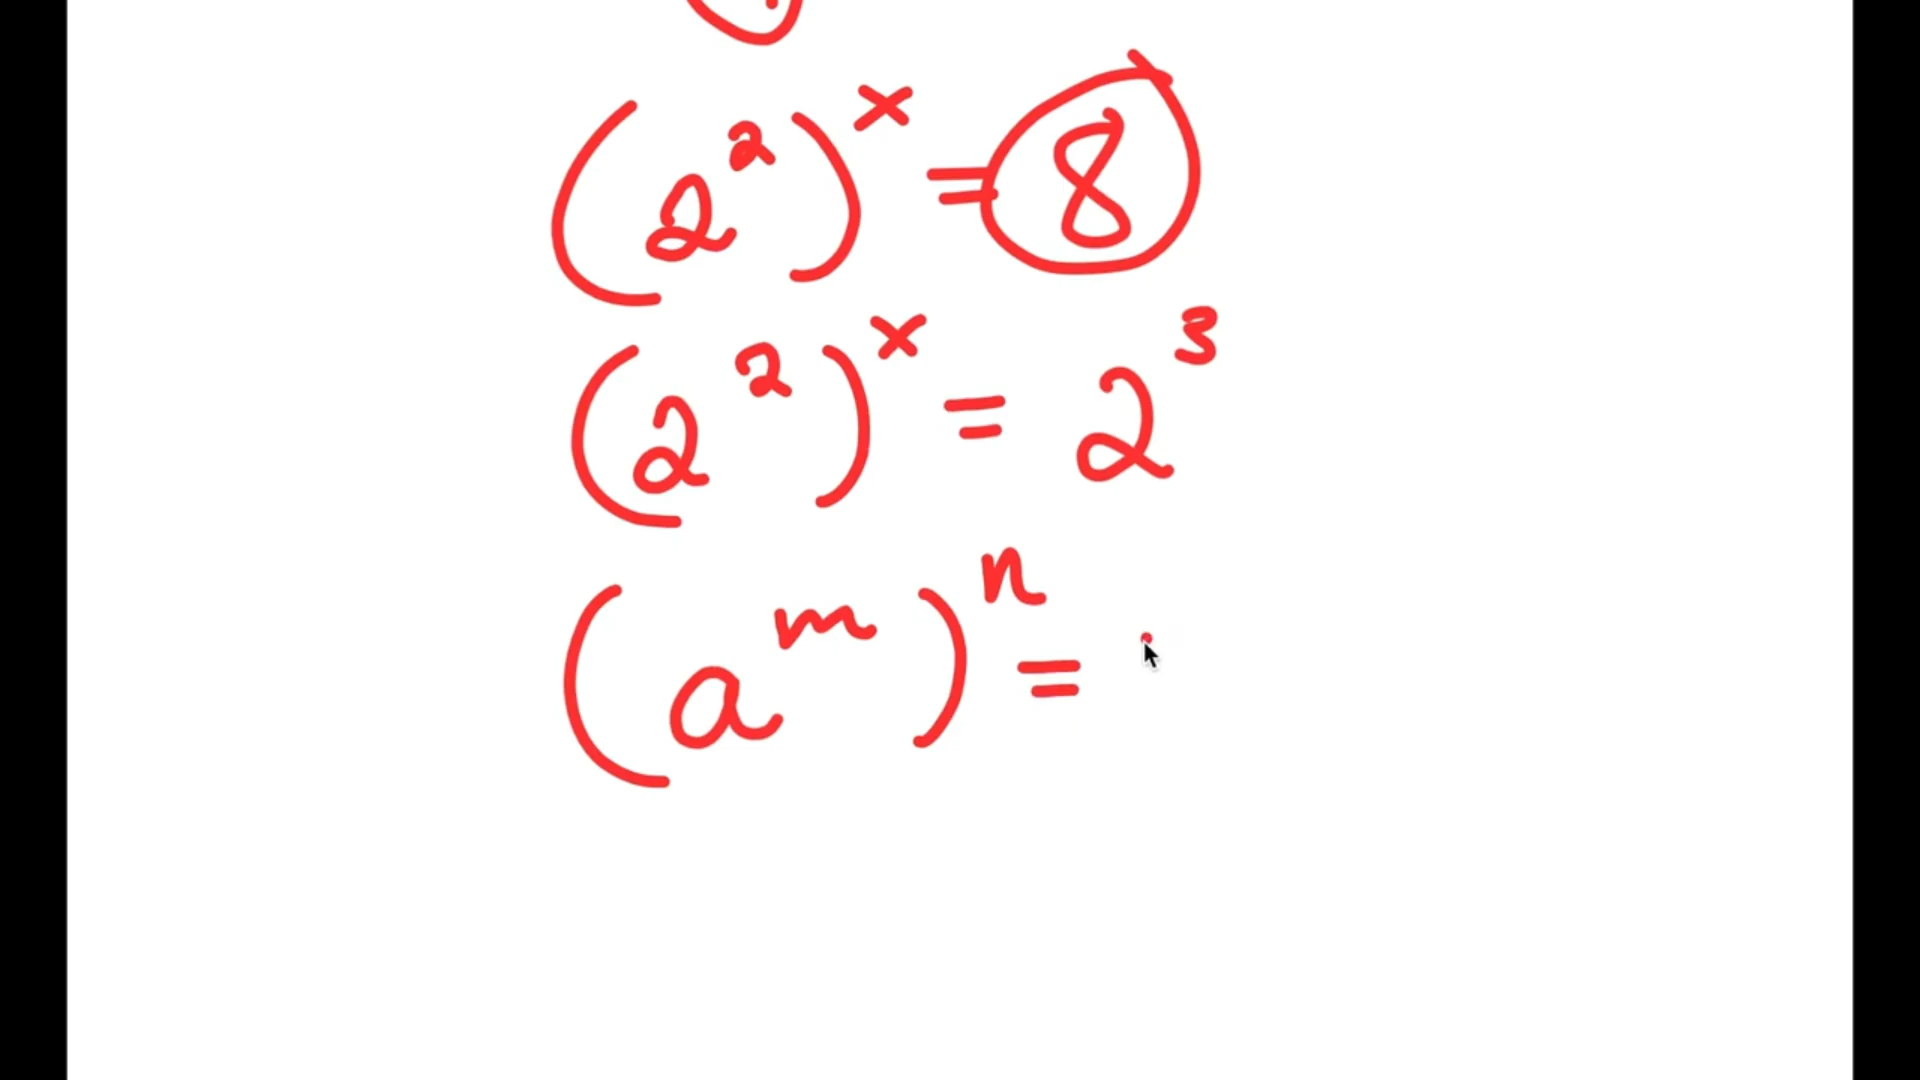 (2²)ˣ = 8
(2²)ˣ = 2³
(aᵐ)ⁿ =